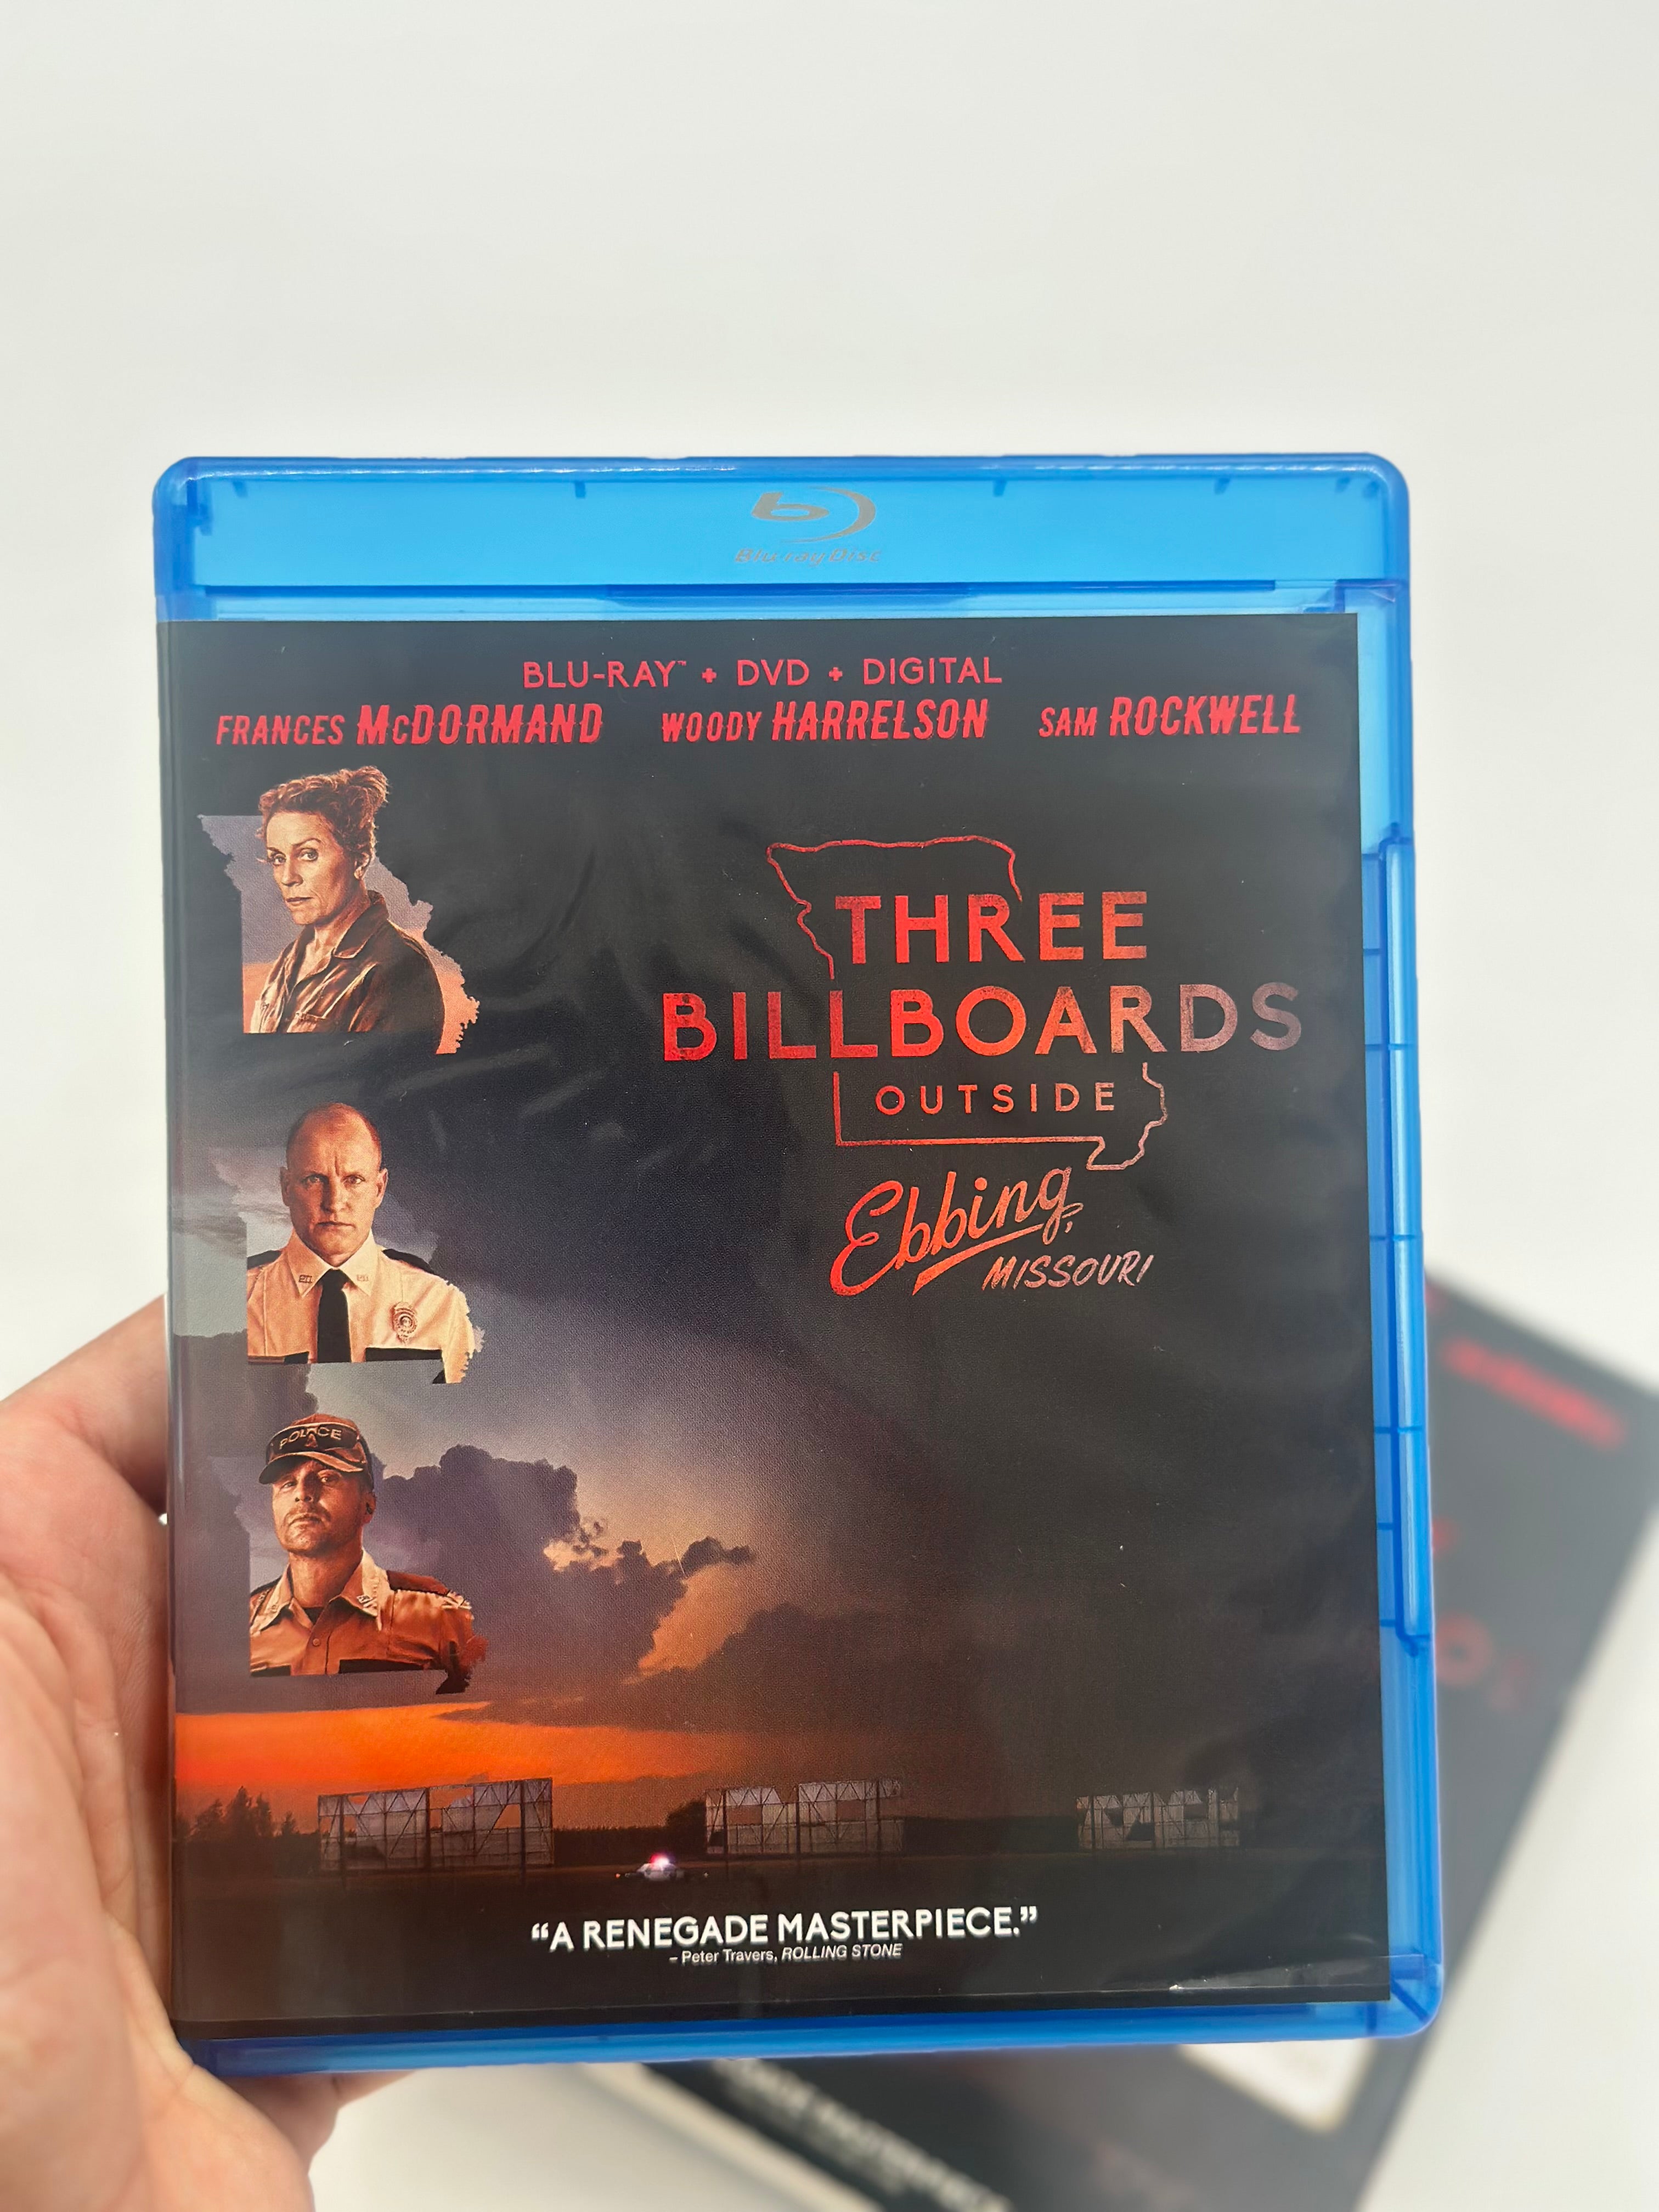 Blu-ray Disc
BLU-RAY™ + DVD + DIGITAL
FRANCES McDORMAND WOODY HARRELSON SAM ROCKWELL
THREE
BILLBOARDS
OUTSIDE
Ebbing,
MISSOURI
POLICE
“A RENEGADE MASTERPIECE.”
– Peter Travers, ROLLING STONE